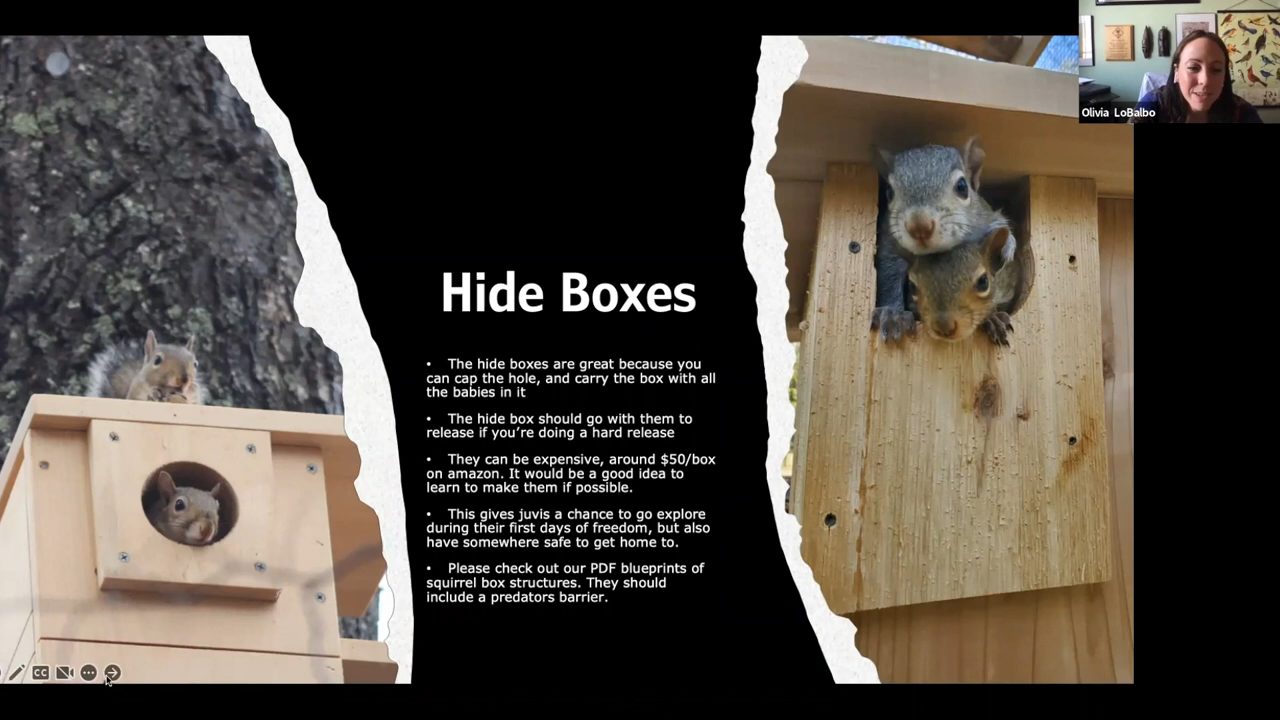 Olivia LoBalbo
Hide Boxes
• The hide boxes are great because you
can cap the hole, and carry the box with all
the babies in it
• The hide box should go with them to
release if you’re doing a hard release
• They can be expensive, around $50/box
on amazon. It would be a good idea to
learn to make them if possible.
• This gives juvis a chance to go explore
during their first days of freedom, but also
have somewhere safe to get home to.
• Please check out our PDF blueprints of
squirrel box structures. They should
include a predators barrier.
CC